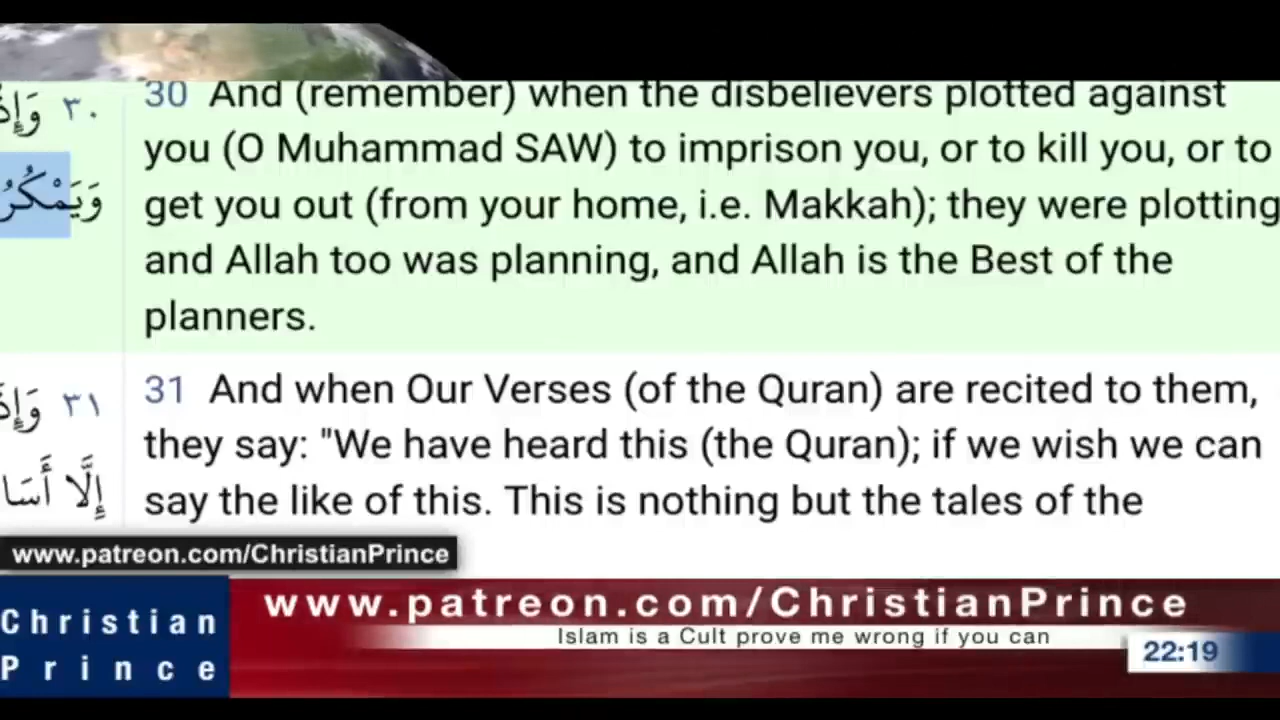 ٣٠ وَإِذْ
وَيَمْكُرُ
30 And (remember) when the disbelievers plotted against
you (O Muhammad SAW) to imprison you, or to kill you, or to
get you out (from your home, i.e. Makkah); they were plotting
and Allah too was planning, and Allah is the Best of the
planners.
٣١ وَإِذَ
إِلَّا أَسَا
31 And when Our Verses (of the Quran) are recited to them,
they say: "We have heard this (the Quran); if we wish we can
say the like of this. This is nothing but the tales of the
www.patreon.com/ChristianPrince
Christian
Prince
www.patreon.com/ChristianPrince
Islam is a Cult prove me wrong if you can
22:19